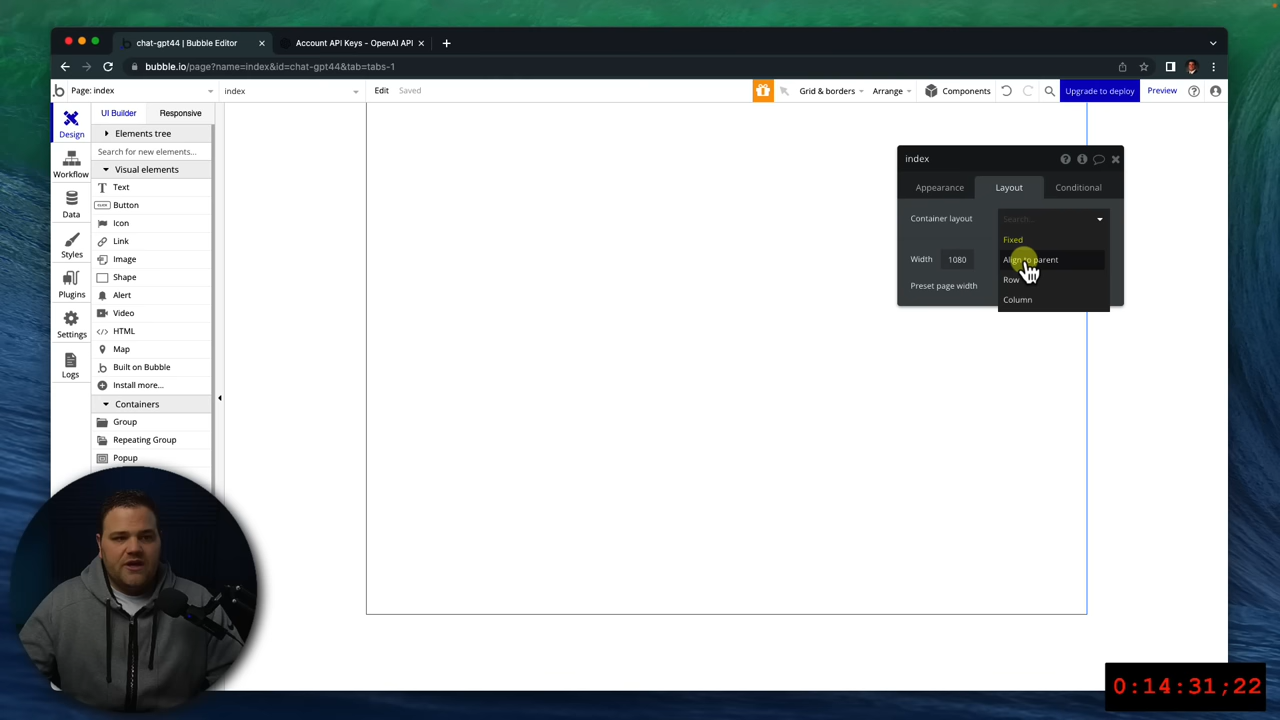 chat-gpt44 | Bubble Editor
Account API Keys - OpenAI API
bubble.io/page?name=index&id=chat-gpt44&tab=tabs-1
Page: index
index
Edit
Saved
Grid & borders
Arrange
Components
Upgrade to deploy
Preview
Design
Workflow
Data
Styles
Plugins
Settings
Logs
UI Builder
Responsive
Elements tree
Search for new elements...
Visual elements
Text
CLICK
Button
Icon
Link
Image
Shape
Alert
Video
HTML
Map
Built on Bubble
Install more...
Containers
Group
Repeating Group
Popup
index
Appearance
Layout
Conditional
Container layout
Search...
Fixed
Align to parent
Row
Column
Width
1080
Preset page width
0:14:31;22